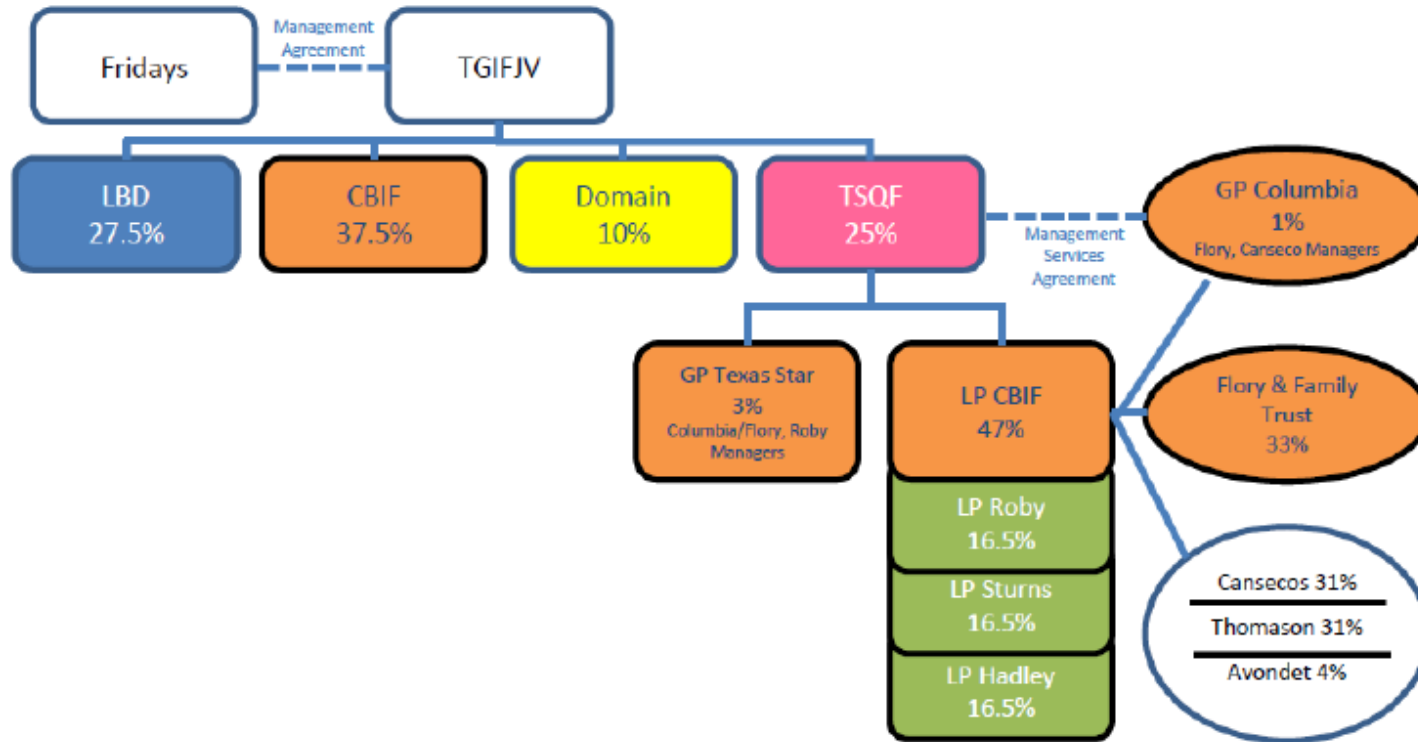 Fridays
Management
Agreement
TGIFJV
LBD
27.5%
CBIF
37.5%
Domain
10%
TSQF
25%
Management
Services
Agreement
GP Columbia
1%
Flory, Canseco Managers
GP Texas Star
3%
Columbia/Flory, Roby
Managers
LP CBIF
47%
Flory & Family
Trust
33%
LP Roby
16.5%
LP Sturns
16.5%
LP Hadley
16.5%
Cansecos 31%
Thomason 31%
Avondet 4%